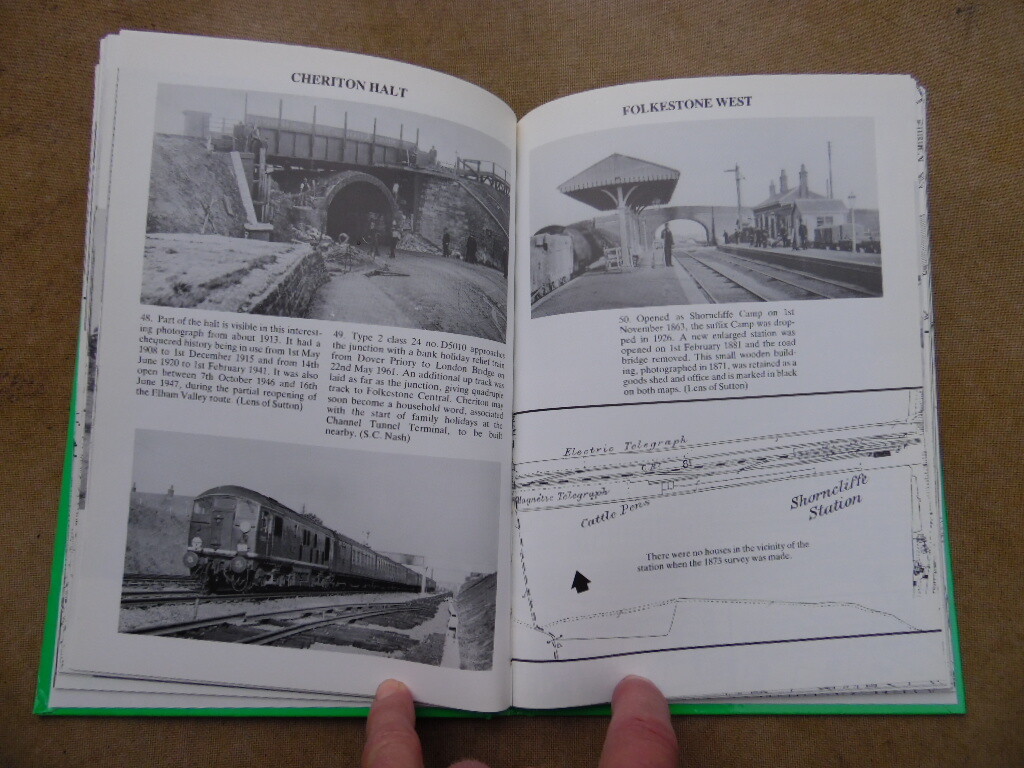 CHERITON HALT
48. Part of the halt is visible in this interest-
ing photograph from about 1913. It had a
chequered history being in use from 1st May
1908 to 1st December 1915 and from 14th
June 1920 to 1st February 1941. It was also
open between 7th October 1946 and 16th
June 1947, during the partial reopening of
the Elham Valley route. (Lens of Sutton)
49. Type 2 class 24 no. D5010 approaches
the junction with a bank holiday relief train
from Dover Priory to London Bridge on
22nd May 1961. An additional up track was
laid as far as the junction, giving quadruple
track to Folkestone Central. Cheriton may
soon become a household word, associated
with the start of family holidays at the
Channel Tunnel Terminal, to be built
nearby. (S.C. Nash)
FOLKESTONE WEST
50. Opened as Shorncliffe Camp on 1st
November 1863, the suffix Camp was drop-
ped in 1926. A new enlarged station was
opened on 1st February 1881 and the road
bridge removed. This small wooden build-
ing, photographed in 1871, was retained as a
goods shed and office and is marked in black
on both maps. (Lens of Sutton)
Electric Telegraph
Magnetic Telegraph
Cattle Pens
Shorncliffe
Station
There were no houses in the vicinity of the
station when the 1873 survey was made.